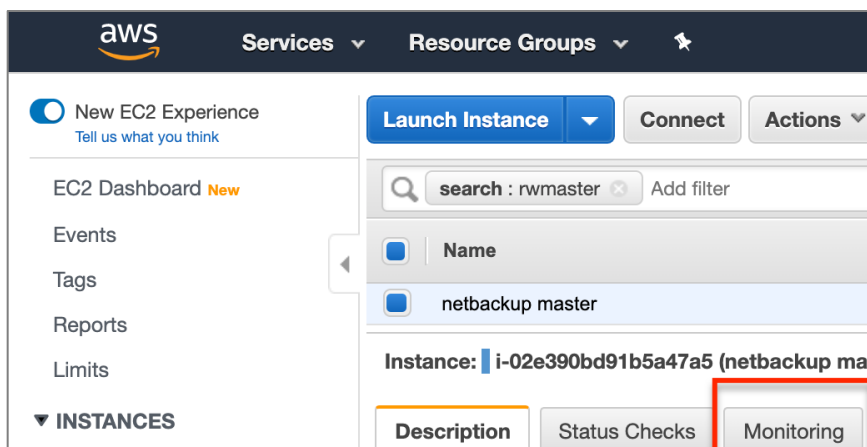 aws Services Resource Groups
New EC2 Experience
Tell us what you think
EC2 Dashboard New
Events
Tags
Reports
Limits
INSTANCES
Launch Instance Connect Actions
search : rwmaster Add filter
Name
netbackup master
Instance: i-02e390bd91b5a47a5 (netbackup ma
Description Status Checks Monitoring